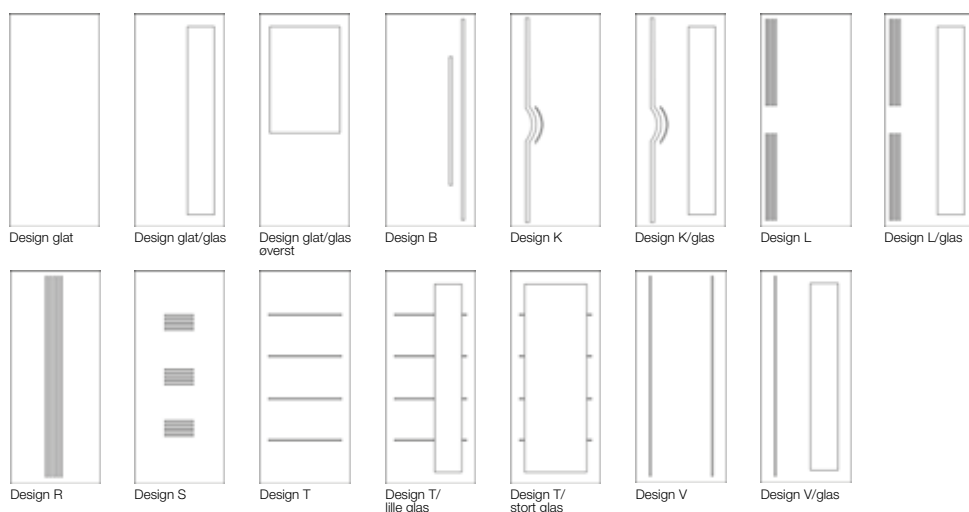 Design glat
Design glat/glas
Design glat/glas
øverst
Design B
Design K
Design K/glas
Design L
Design L/glas
Design R
Design S
Design T
Design T/
lille glas
Design T/
stort glas
Design V
Design V/glas